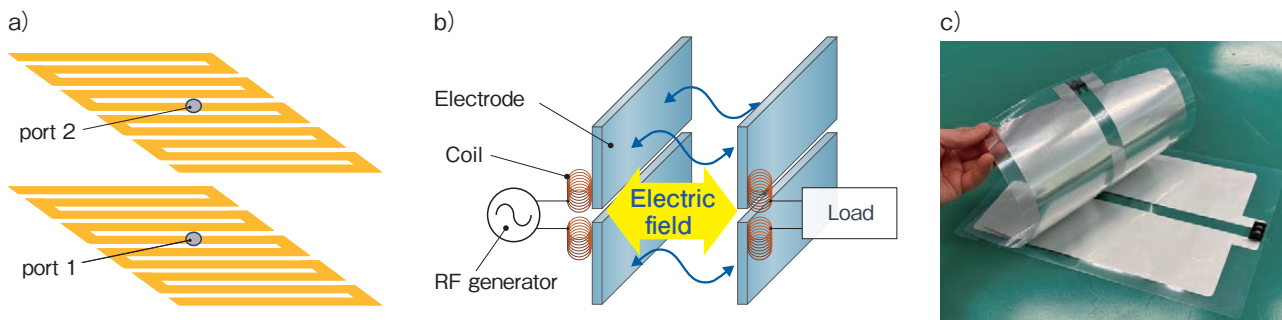 a)
port 2
port 1
b)
Electrode
Coil
RF generator
Electric
field
Load
c)